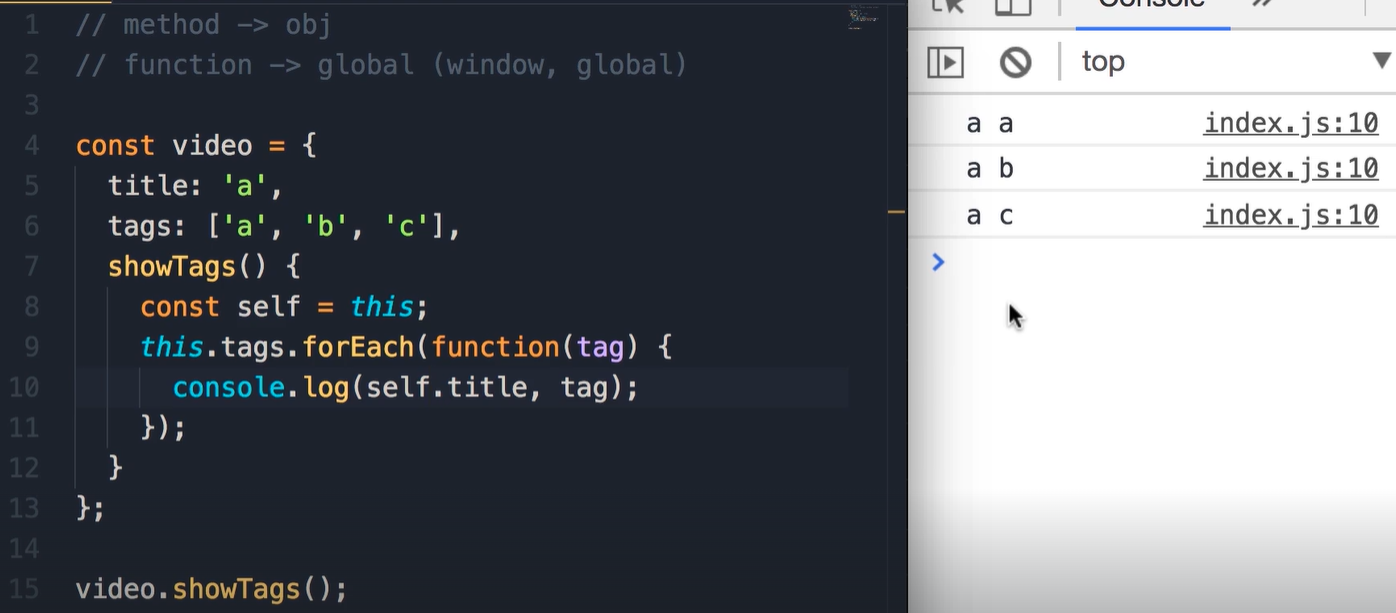 1 // method -> obj
2 // function -> global (window, global)
3
4 const video = {
5 title: 'a',
6 tags: ['a', 'b', 'c'],
7 showTags() {
8 const self = this;
9 this.tags.forEach(function(tag) {
10 console.log(self.title, tag);
11 });
12 }
13 };
14
15 video.showTags();
Console »
top ▼
a a index.js:10
a b index.js:10
a c index.js:10
>